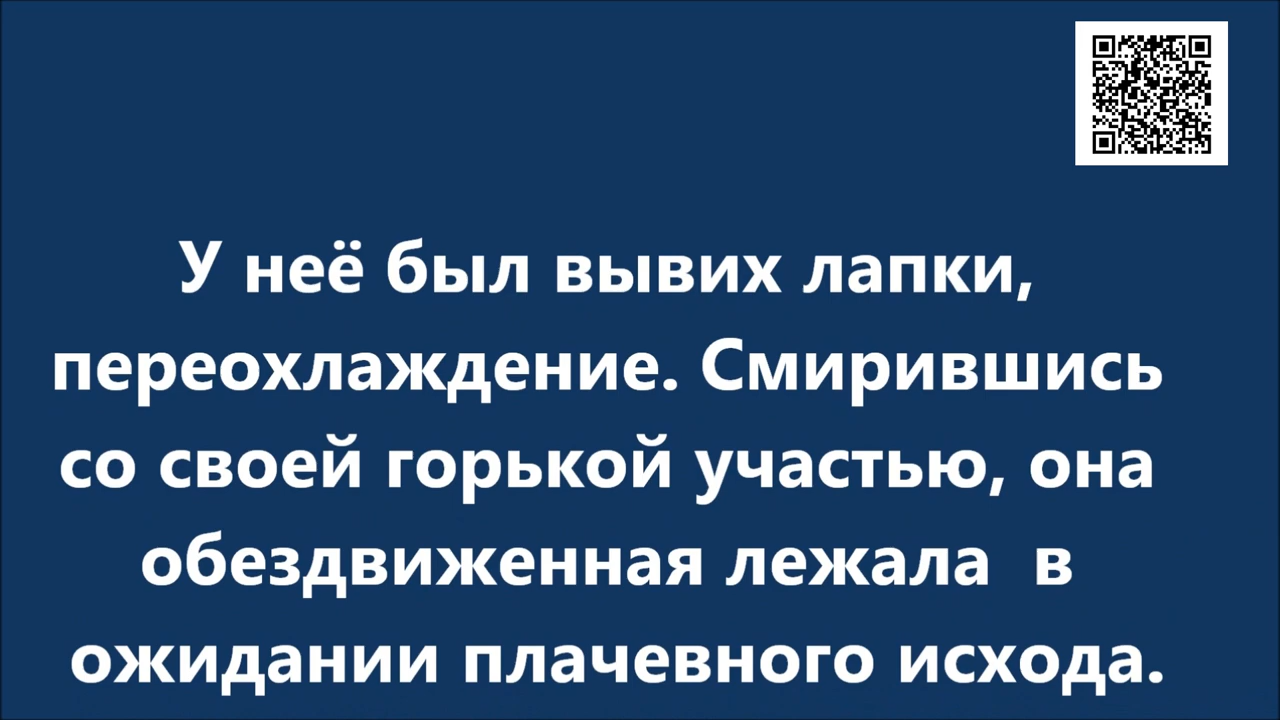 У неё был вывих лапки,
переохлаждение. Смирившись
со своей горькой участью, она
обездвиженная лежала  в
ожидании плачевного исхода.